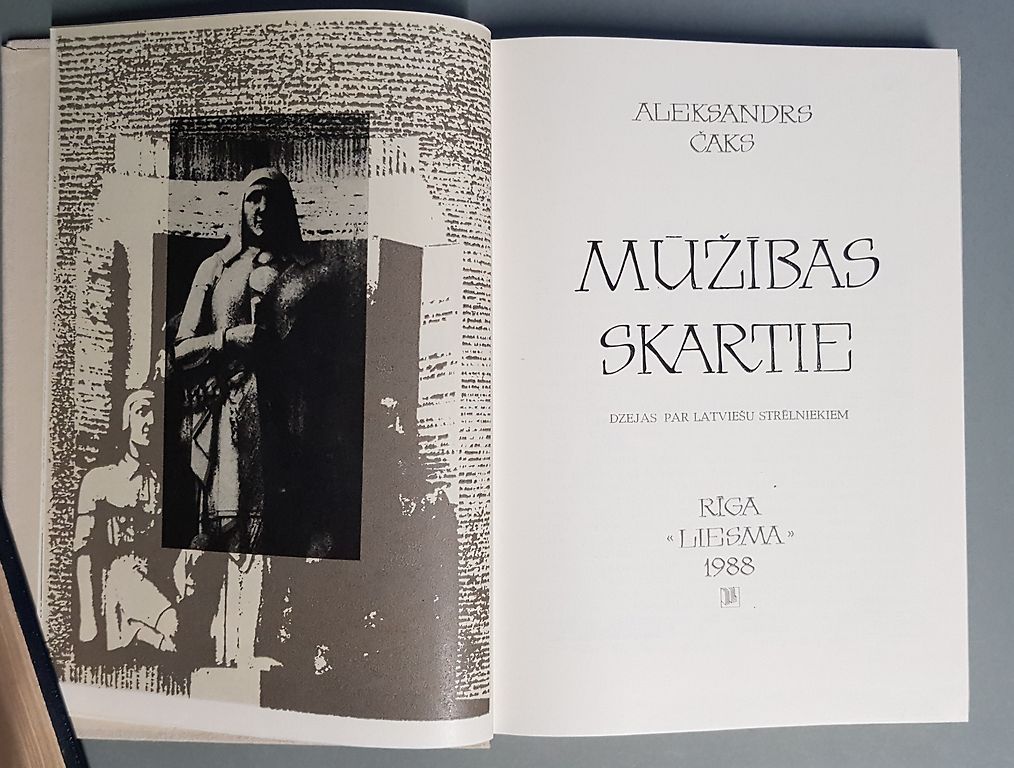 ALEKSANDRS
ČAKS
MŪŽĪBAS
SKARTIE
DZEJAS PAR LATVIEŠU STRĒLNIEKIEM
RĪGA
«LIESMA»
1988